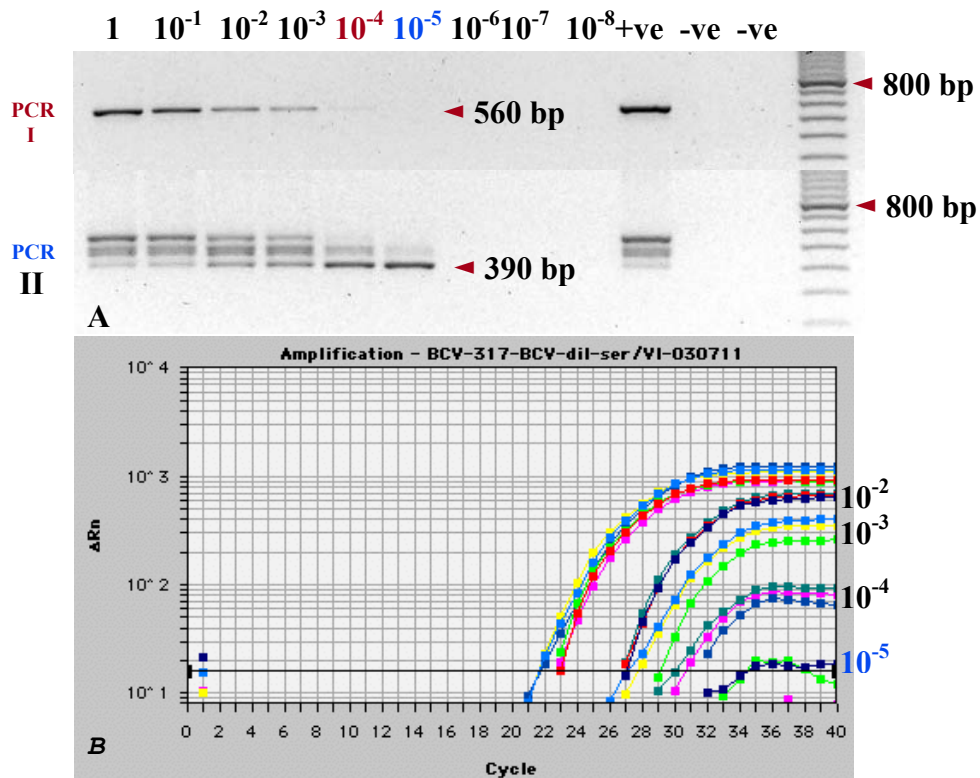 1 10⁻¹ 10⁻² 10⁻³ 10⁻⁴ 10⁻⁵ 10⁻⁶ 10⁻⁷ 10⁻⁸ +ve -ve -ve
800 bp
PCR
I
560 bp
800 bp
PCR
II
390 bp
A
Amplification - BCV-317-BCV-dil-ser/VI-030711
10^4
10^3
10^2
10^1
ΔRn
10⁻²
10⁻³
10⁻⁴
10⁻⁵
0 2 4 6 8 10 12 14 16 18 20 22 24 26 28 30 32 34 36 38 40
B
Cycle